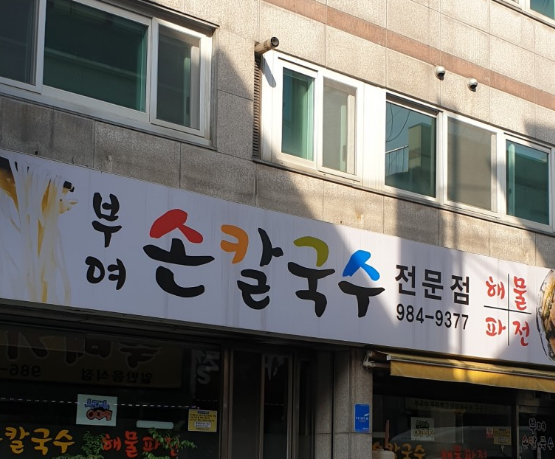 부여 손칼국수 전문점
984-9377
해물
파전
칼국수 해물파전